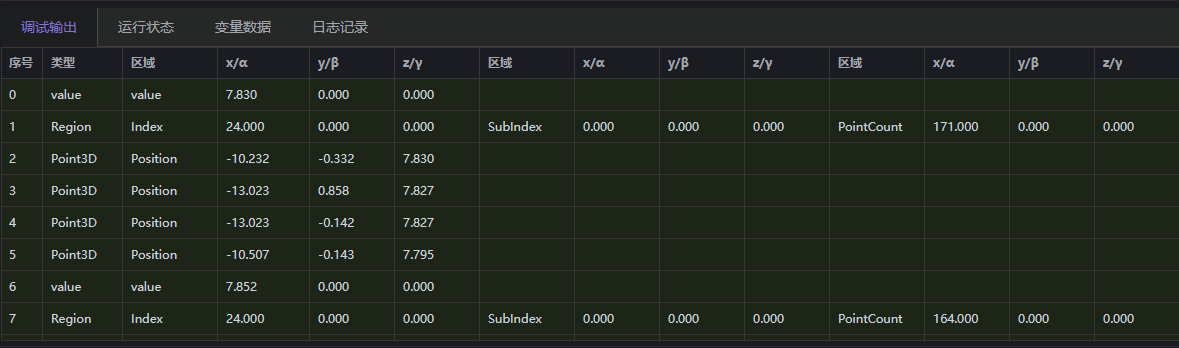 调试输出 运行状态 变量数据 日志记录
序号 类型 区域 x/α y/β z/γ 区域 x/α y/β z/γ 区域 x/α y/β z/γ
0 value value 7.830 0.000 0.000
1 Region Index 24.000 0.000 0.000 SubIndex 0.000 0.000 0.000 PointCount 171.000 0.000 0.000
2 Point3D Position -10.232 -0.332 7.830
3 Point3D Position -13.023 0.858 7.827
4 Point3D Position -13.023 -0.142 7.827
5 Point3D Position -10.507 -0.143 7.795
6 value value 7.852 0.000 0.000
7 Region Index 24.000 0.000 0.000 SubIndex 0.000 0.000 0.000 PointCount 164.000 0.000 0.000